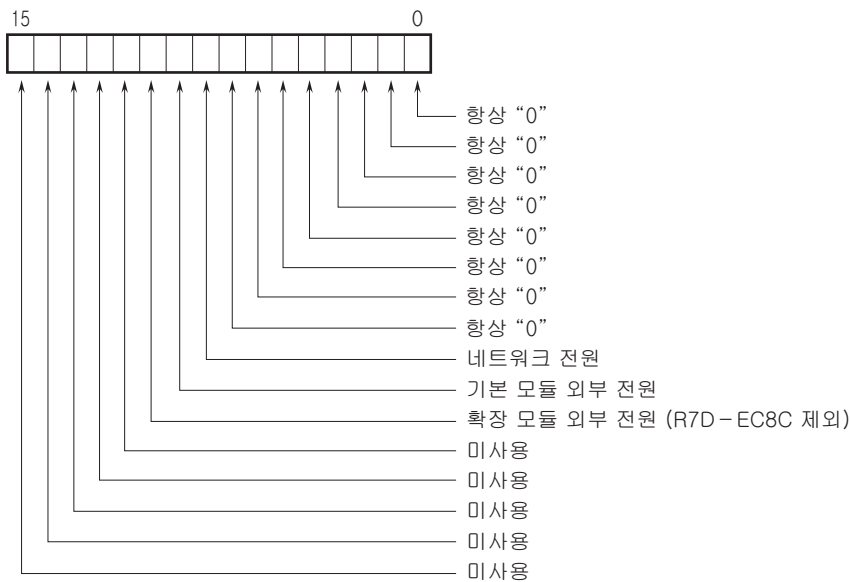 15 0
항상 “0”
항상 “0”
항상 “0”
항상 “0”
항상 “0”
항상 “0”
항상 “0”
항상 “0”
네트워크 전원
기본 모듈 외부 전원
확장 모듈 외부 전원 (R7D－EC8C 제외)
미사용
미사용
미사용
미사용
미사용